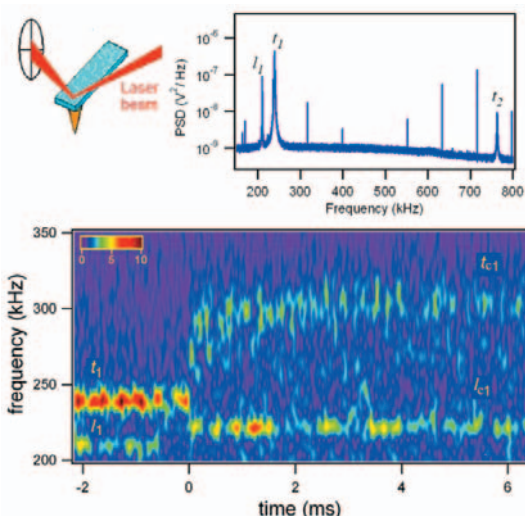 Laser
beam
10⁻⁶
10⁻⁷
10⁻⁸
10⁻⁹
PSD (V²/ Hz)
l₁
t₁
t₂
200 300 400 500 600 700 800
Frequency (kHz)
350
300
250
200
frequency (kHz)
0 5 10
t_c1
t₁
l_c1
l₁
-2 0 2 4 6
time (ms)